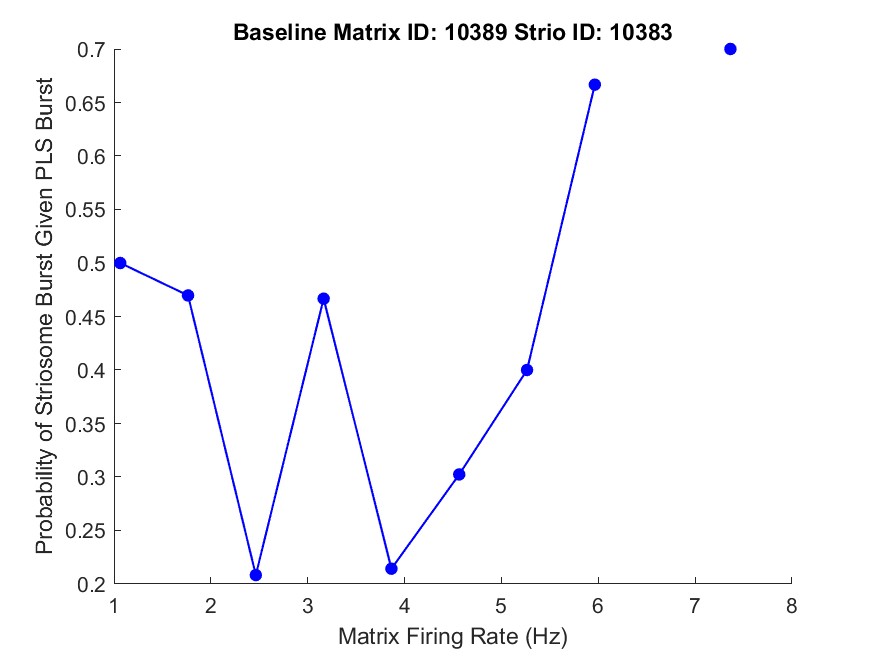 Baseline Matrix ID: 10389 Strio ID: 10383
Probability of Striosome Burst Given PLS Burst
0.7
0.65
0.6
0.55
0.5
0.45
0.4
0.35
0.3
0.25
0.2
1 2 3 4 5 6 7 8
Matrix Firing Rate (Hz)